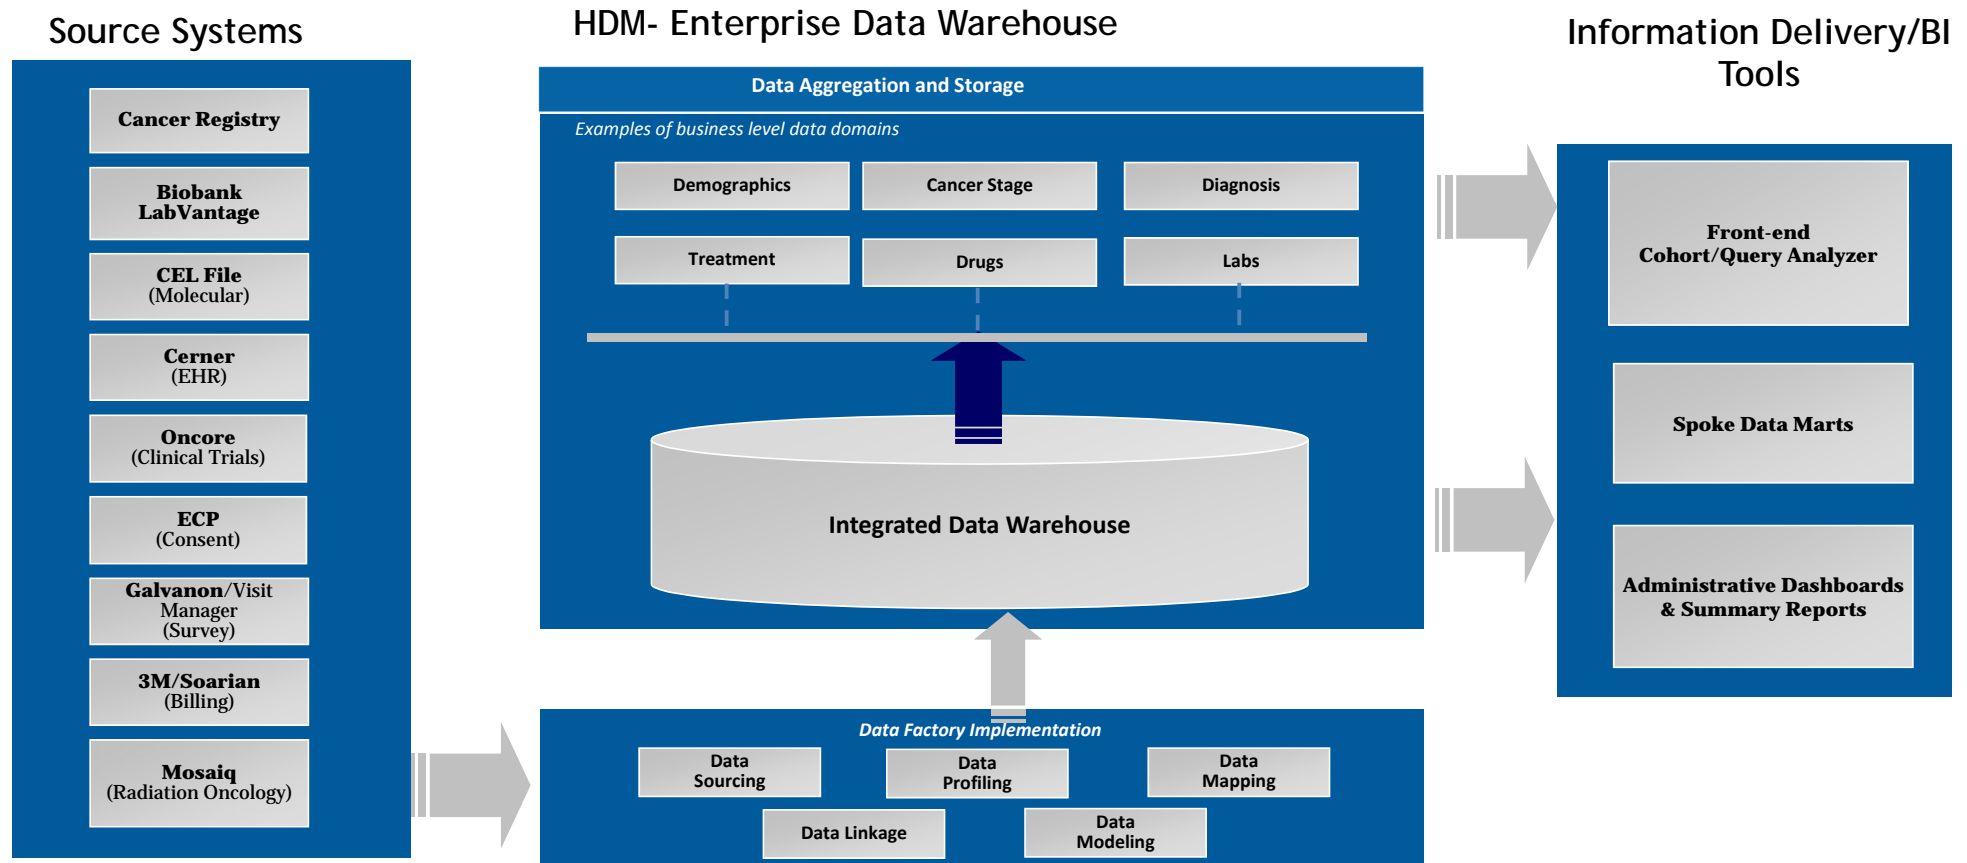 Source Systems
Cancer Registry
Biobank
LabVantage
CEL File
(Molecular)
Cerner
(EHR)
Oncore
(Clinical Trials)
ECP
(Consent)
Galvanon/Visit
Manager
(Survey)
3M/Soarian
(Billing)
Mosaiq
(Radiation Oncology)
HDM- Enterprise Data Warehouse
Data Aggregation and Storage
Examples of business level data domains
Demographics
Cancer Stage
Diagnosis
Treatment
Drugs
Labs
Integrated Data Warehouse
Data Factory Implementation
Data
Sourcing
Data
Profiling
Data
Mapping
Data Linkage
Data
Modeling
Information Delivery/BI
Tools
Front-end
Cohort/Query Analyzer
Spoke Data Marts
Administrative Dashboards
& Summary Reports